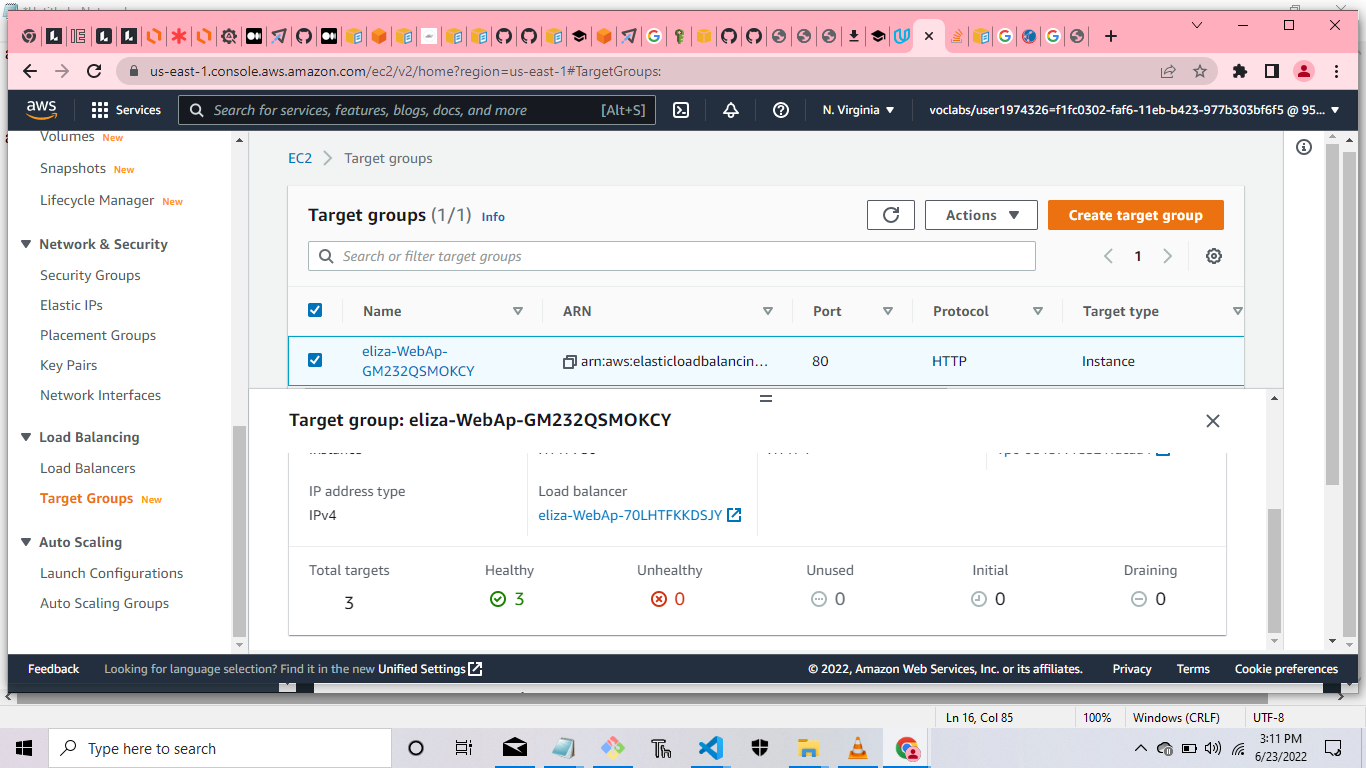 us-east-1.console.aws.amazon.com/ec2/v2/home?region=us-east-1#TargetGroups:
aws
Services
Search for services, features, blogs, docs, and more
[Alt+S]
N. Virginia
voclabs/user1974326=f1fc0302-faf6-11eb-b423-977b303bf6f5 @ 95...
Volumes New
Snapshots New
Lifecycle Manager New
Network & Security
Security Groups
Elastic IPs
Placement Groups
Key Pairs
Network Interfaces
Load Balancing
Load Balancers
Target Groups New
Auto Scaling
Launch Configurations
Auto Scaling Groups
EC2
Target groups
Target groups (1/1) Info
Actions
Create target group
Search or filter target groups
1
Name
ARN
Port
Protocol
Target type
eliza-WebAp-
GM232QSMOKCY
arn:aws:elasticloadbalancin...
80
HTTP
Instance
Target group: eliza-WebAp-GM232QSMOKCY
IP address type
IPv4
Load balancer
eliza-WebAp-70LHTFKKDSJY
Total targets
3
Healthy
3
Unhealthy
0
Unused
0
Initial
0
Draining
0
Feedback
Looking for language selection? Find it in the new Unified Settings
© 2022, Amazon Web Services, Inc. or its affiliates.
Privacy
Terms
Cookie preferences
Ln 16, Col 85
100%
Windows (CRLF)
UTF-8
Type here to search
3:11 PM
6/23/2022